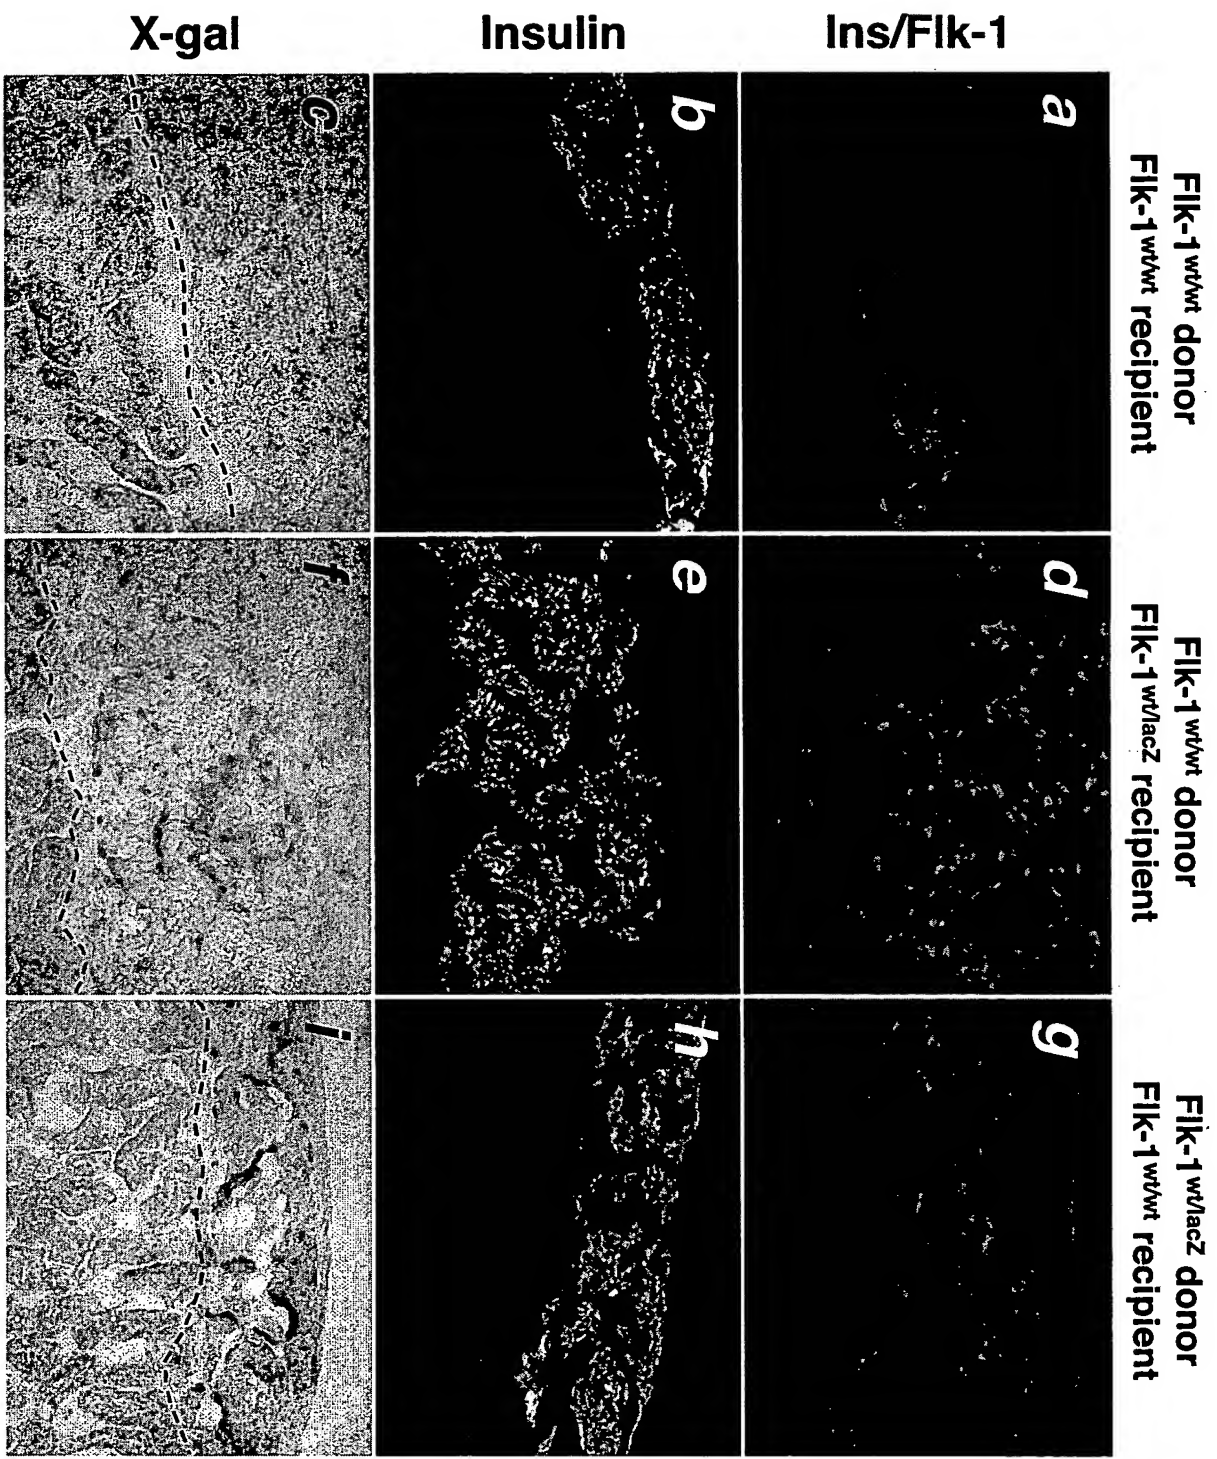 X-gal
Insulin
Ins/Flk-1
Flk-1wt/wt donor
Flk-1wt/wt recipient
Flk-1wt/wt donor
Flk-1wt/lacZ recipient
Flk-1wt/lacZ donor
Flk-1wt/wt recipient
a
b
c
d
e
f
g
h
i